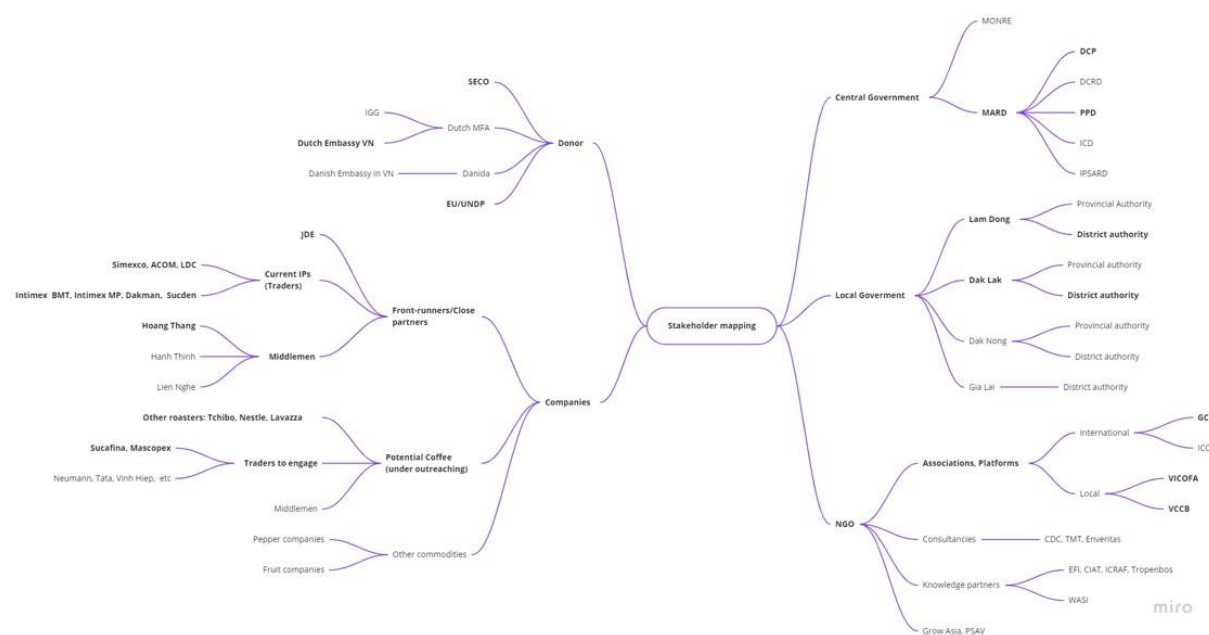 SECO
IGG
Dutch MFA
Dutch Embassy VN
Donor
Danish Embassy in VN
Danida
EU/UNDP
JDE
Simexco, ACOM, LDC
Current IPs
(Traders)
Intimex BMT, Intimex MP, Dakman, Sucden
Front-runners/Close
partners
Hoang Thang
Hanh Thinh
Middlemen
Lien Nghe
Companies
Other roasters: Tchibo, Nestle, Lavazza
Sucafina, Mascopex
Traders to engage
Potential Coffee
(under outreaching)
Neumann, Tata, Vinh Hiep, etc
Middlemen
Pepper companies
Other commodities
Fruit companies
Stakeholder mapping
MONRE
Central Government
DCP
DCRD
MARD
PPD
ICD
IPSARD
Provincial Authority
Lam Dong
District authority
Provincial authority
Dak Lak
Local Goverment
District authority
Provincial authority
Dak Nong
District authority
Gia Lai
District authority
International
GC
ICC
Associations, Platforms
Local
VICOFA
VCCB
NGO
Consultancies
CDC, TMT, Enveritas
EFI, CIAT, ICRAF, Tropenbos
Knowledge partners
WASI
Grow Asia, PSAV
miro